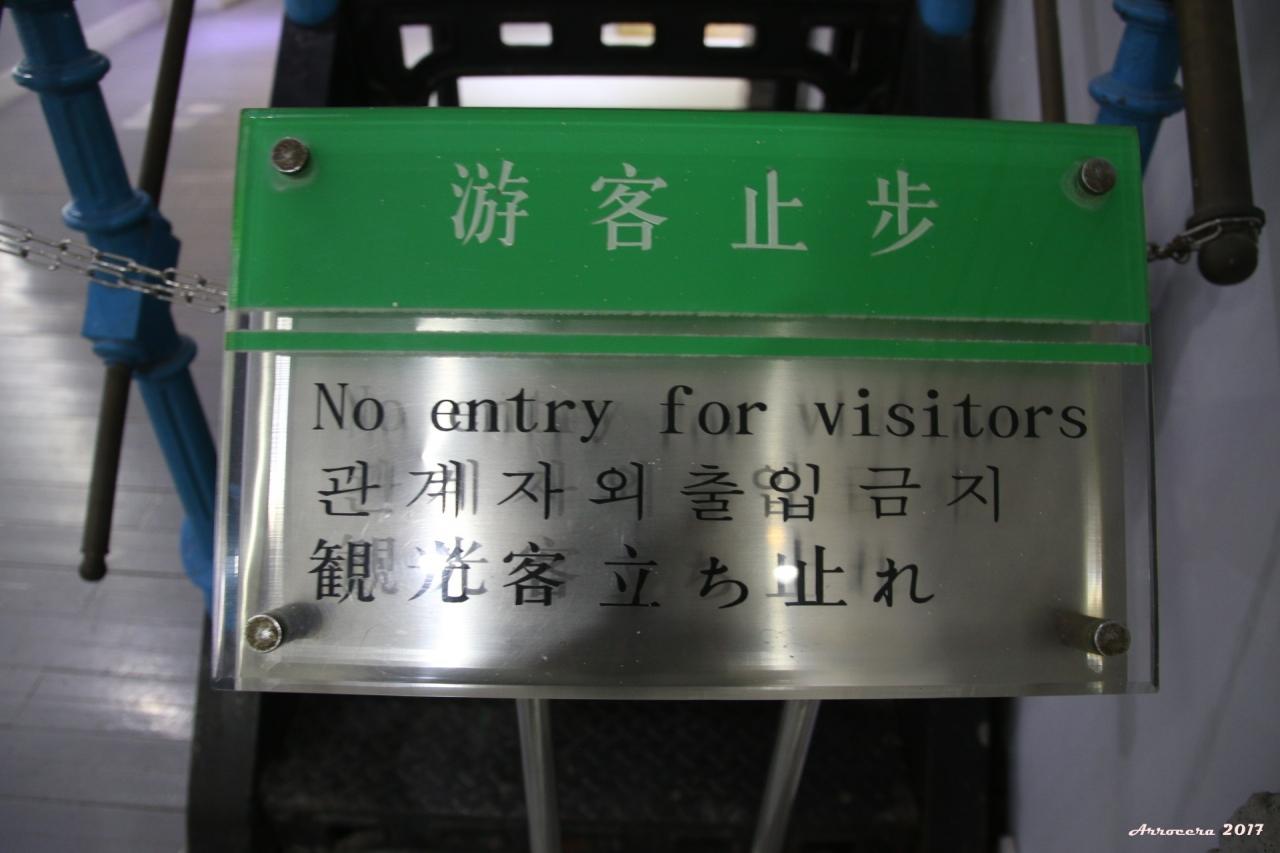 游客止步
No entry for visitors
관계자외출입금지
観光客立ち止れ
Arrocera 2017